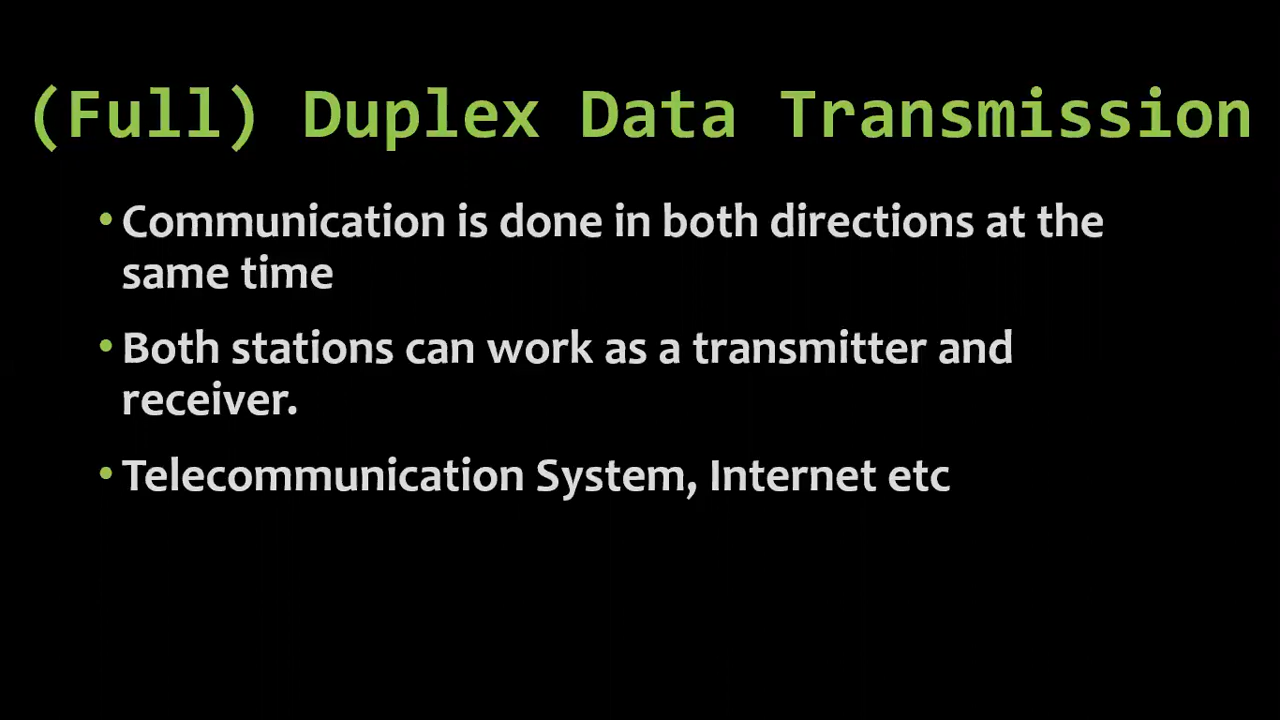 (Full) Duplex Data Transmission
• Communication is done in both directions at the
same time
• Both stations can work as a transmitter and
receiver.
• Telecommunication System, Internet etc